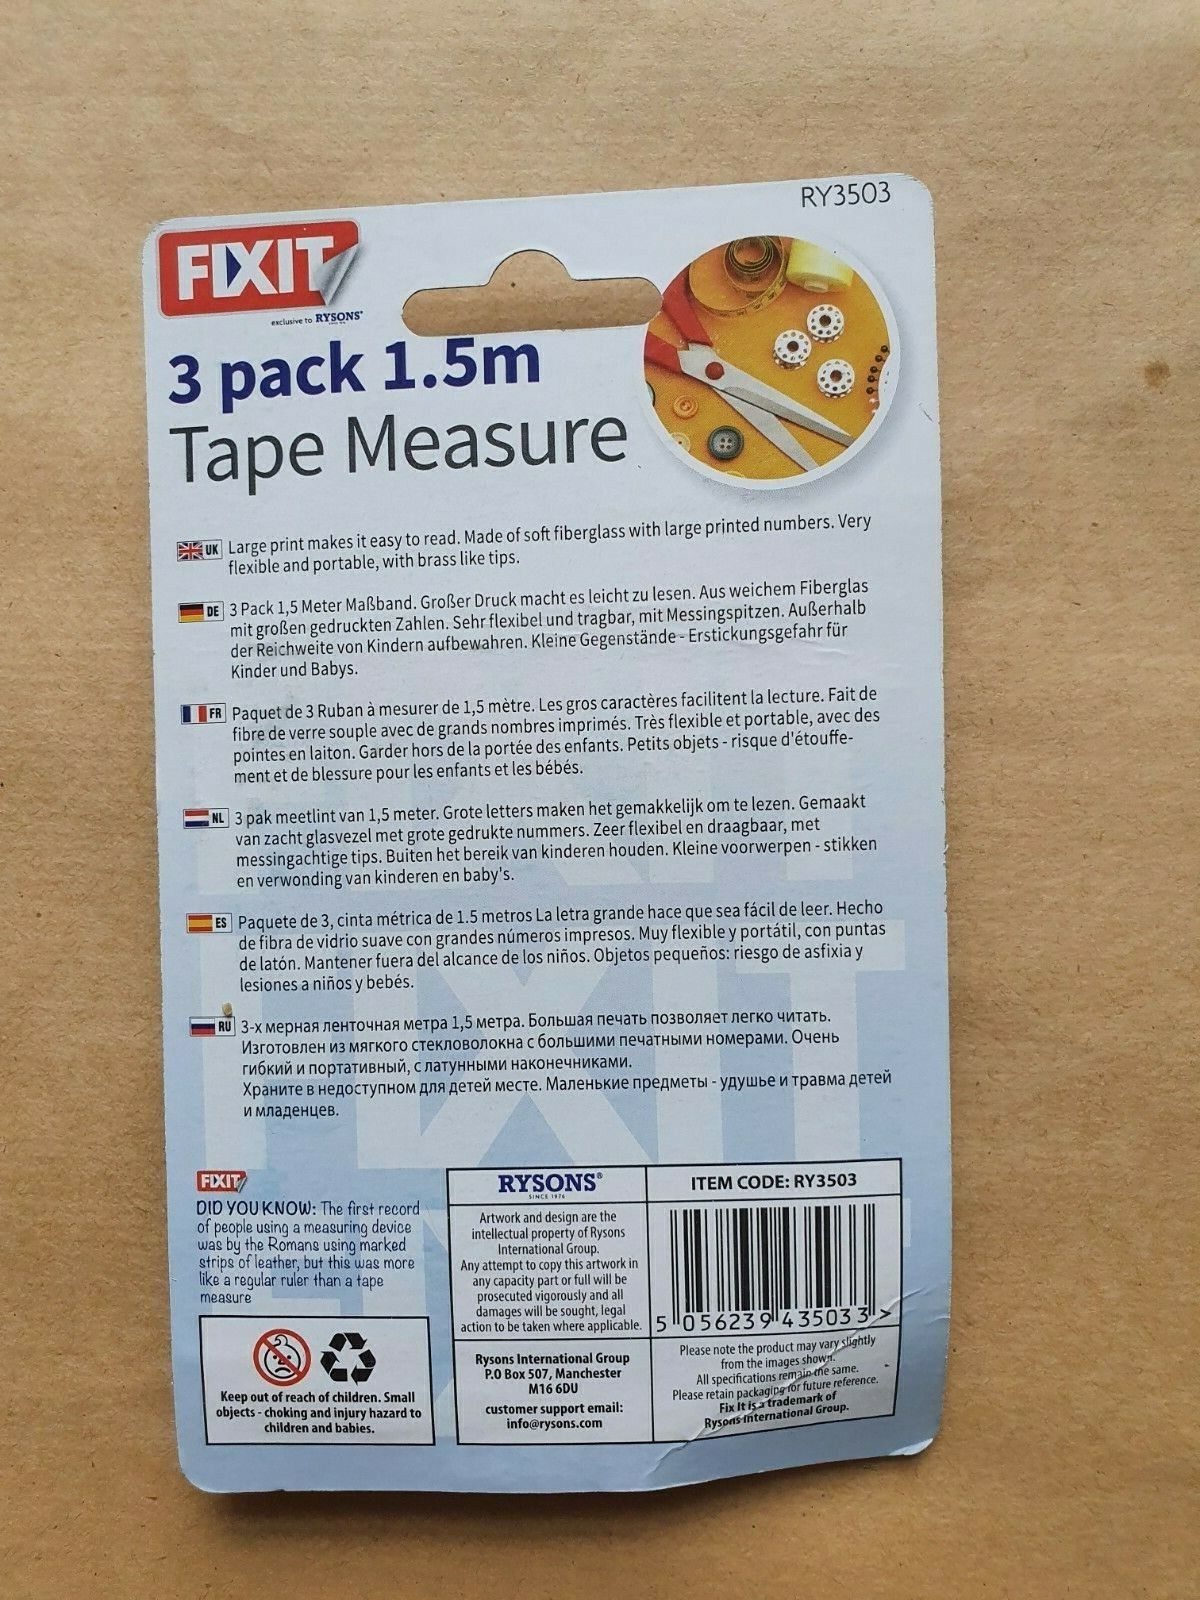 RY3503
FIXIT
exclusive to RYSONS
3 pack 1.5m
Tape Measure
UK Large print makes it easy to read. Made of soft fiberglass with large printed numbers. Very
flexible and portable, with brass like tips.
DE 3 Pack 1,5 Meter Maßband. Großer Druck macht es leicht zu lesen. Aus weichem Fiberglas
mit großen gedruckten Zahlen. Sehr flexibel und tragbar, mit Messingspitzen. Außerhalb
der Reichweite von Kindern aufbewahren. Kleine Gegenstände - Erstickungsgefahr für
Kinder und Babys.
FR Paquet de 3 Ruban à mesurer de 1,5 mètre. Les gros caractères facilitent la lecture. Fait de
fibre de verre souple avec de grands nombres imprimés. Très flexible et portable, avec des
pointes en laiton. Garder hors de la portée des enfants. Petits objets - risque d'étouffe-
ment et de blessure pour les enfants et les bébés.
NL 3 pak meetlint van 1,5 meter. Grote letters maken het gemakkelijk om te lezen. Gemaakt
van zacht glasvezel met grote gedrukte nummers. Zeer flexibel en draagbaar, met
messingachtige tips. Buiten het bereik van kinderen houden. Kleine voorwerpen - stikken
en verwonding van kinderen en baby's.
ES Paquete de 3, cinta métrica de 1.5 metros La letra grande hace que sea fácil de leer. Hecho
de fibra de vidrio suave con grandes números impresos. Muy flexible y portátil, con puntas
de latón. Mantener fuera del alcance de los niños. Objetos pequeños: riesgo de asfixia y
lesiones a niños y bebés.
RU 3-х мерная ленточная метра 1,5 метра. Большая печать позволяет легко читать.
Изготовлен из мягкого стекловолокна с большими печатными номерами. Очень
гибкий и портативный, с латунными наконечниками.
Храните в недоступном для детей месте. Маленькие предметы - удушье и травма детей
и младенцев.
FIXIT
DID YOU KNOW: The first record
of people using a measuring device
was by the Romans using marked
strips of leather, but this was more
like a regular ruler than a tape
measure
Keep out of reach of children. Small
objects - choking and injury hazard to
children and babies.
RYSONS®
SINCE 1976
Artwork and design are the
intellectual property of Rysons
International Group.
Any attempt to copy this artwork in
any capacity part or full will be
prosecuted vigorously and all
damages will be sought, legal
action to be taken where applicable.
Rysons International Group
P.O Box 507, Manchester
M16 6DU
customer support email:
info@rysons.com
ITEM CODE: RY3503
5 056239 435033 >
Please note the product may vary slightly
from the images shown.
All specifications remain the same.
Please retain packaging for future reference.
Fix It is a trademark of
Rysons International Group.